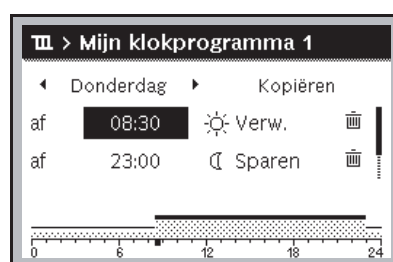 > Mijn klokprogramma 1
Donderdag Kopiëren
af 08:30 Verw.
af 23:00 Sparen
0 6 12 18 24